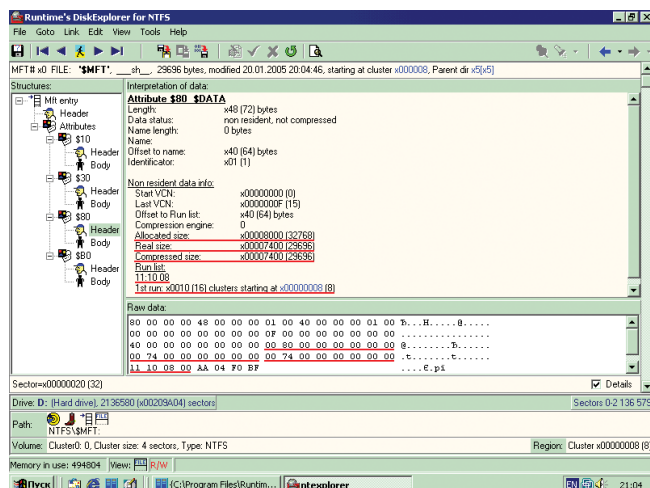 Runtime's DiskExplorer for NTFS
File Goto Link Edit View Tools Help
MFT# x0 FILE: "$MFT", ___sh__, 29696 bytes, modified 20.01.2005 20:04:46, starting at cluster x000008, Parent dir x5[x5]
Structures:
Mft entry
Header
Attributes
$10
Header
Body
$30
Header
Body
$80
Header
Body
$B0
Header
Body
Interpretation of data:
Attribute $80 $DATA
Length: x48 (72) bytes
Data status: non resident, not compressed
Name length: 0 bytes
Name:
Offset to name: x40 (64) bytes
Identificator: x01 (1)
Non resident data info:
Start VCN: x00000000 (0)
Last VCN: x0000000F (15)
Offset to Run list: x40 (64) bytes
Compression engine: 0
Allocated size: x00008000 (32768)
Real size: x00007400 (29696)
Compressed size: x00007400 (29696)
Run list:
11:10 08
1st run: x0010 (16) clusters starting at x00000008 (8)
Raw data:
80 00 00 00 48 00 00 00 01 00 40 00 00 00 01 00 Ђ...H.....@.....
00 00 00 00 00 00 00 00 0F 00 00 00 00 00 00 00 ................
40 00 00 00 00 00 00 00 00 80 00 00 00 00 00 00 @........Ђ......
00 74 00 00 00 00 00 00 00 74 00 00 00 00 00 00 .t.......t......
11 10 08 00 AA 04 F0 BF ....Є.рї
Sector=x00000020 (32)
Details
Drive: D: (Hard drive), 2136580 (x00209A04) sectors
Sectors 0-2 136 579
Path:
NTFS\$MFT:
Volume: Cluster0: 0, Cluster size: 4 sectors, Type: NTFS
Region: Cluster x00000008 (8)
Memory in use: 494804 View: R/W
Пуск
{C:\Program Files\Runtim...
ntexplorer
EN
21:04